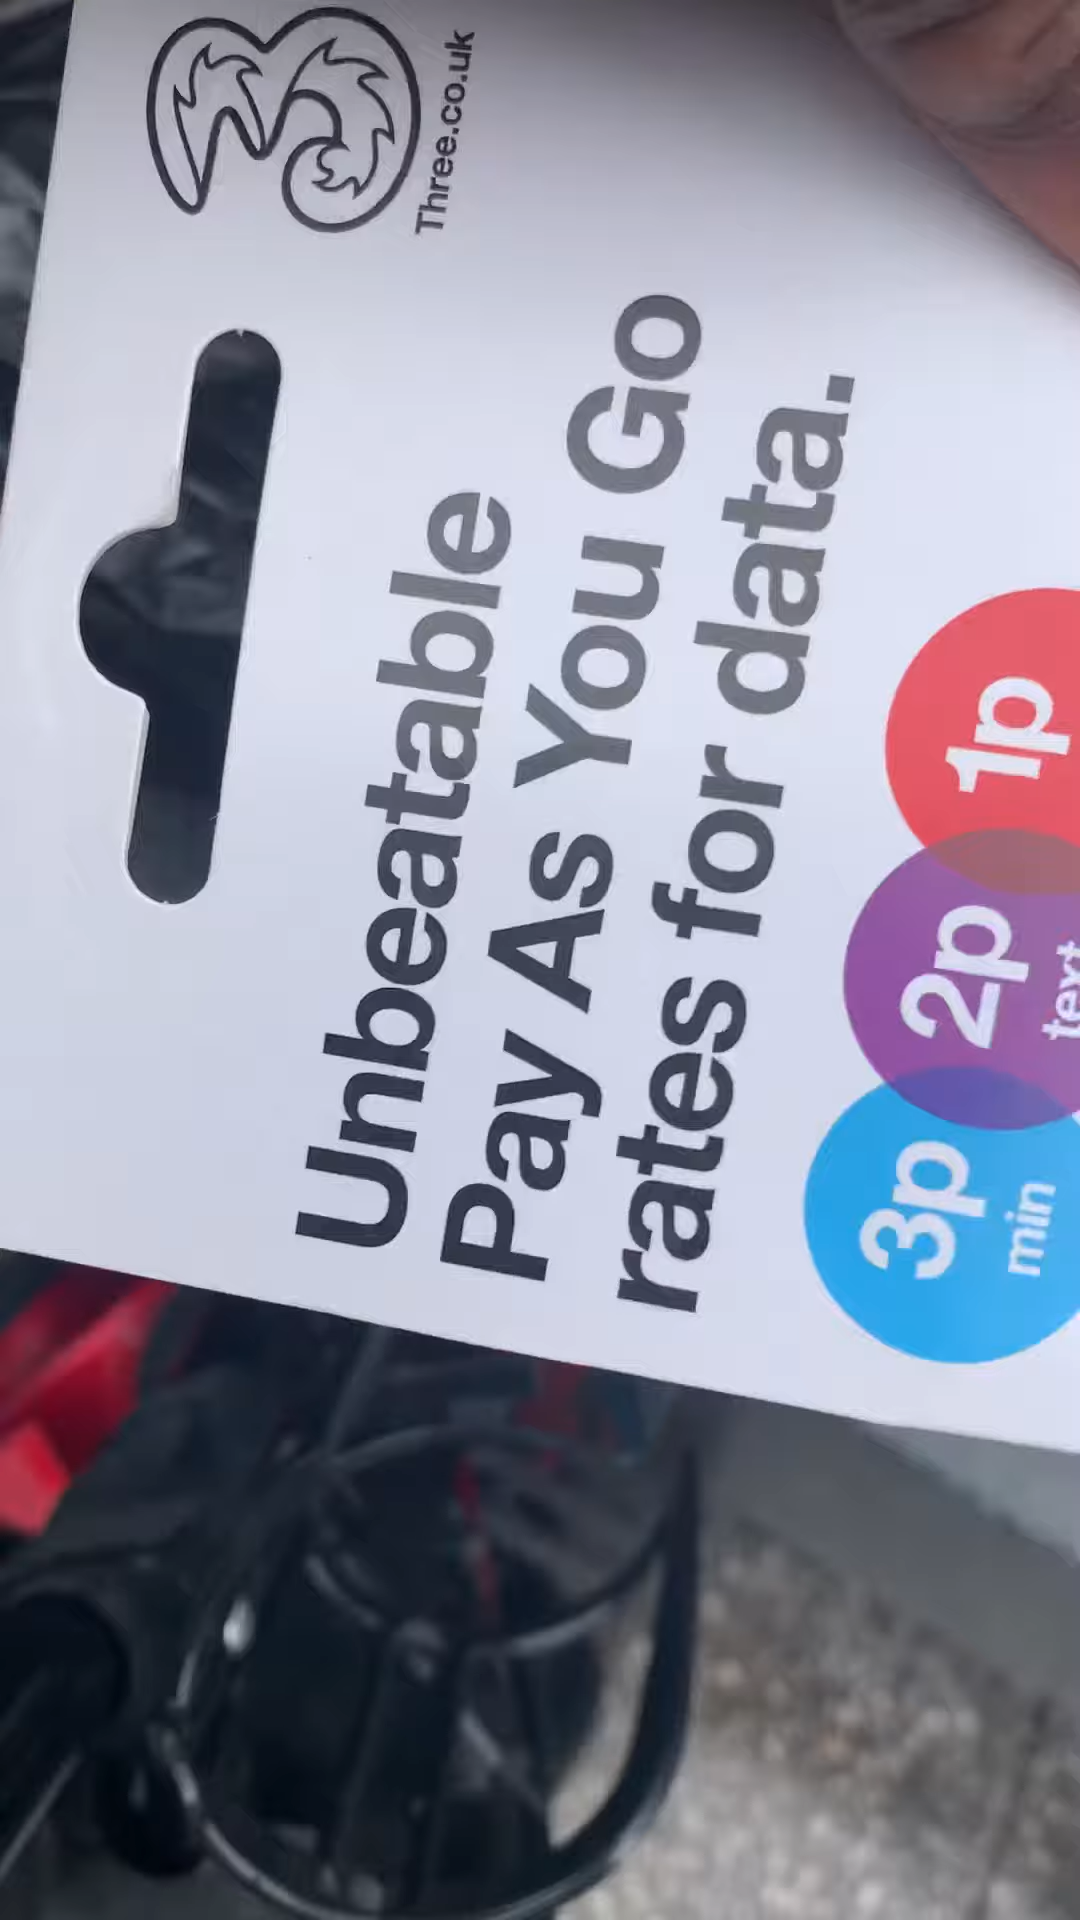 Three.co.uk
Unbeatable
Pay As You Go
rates for data.
3p
min
2p
text
1p